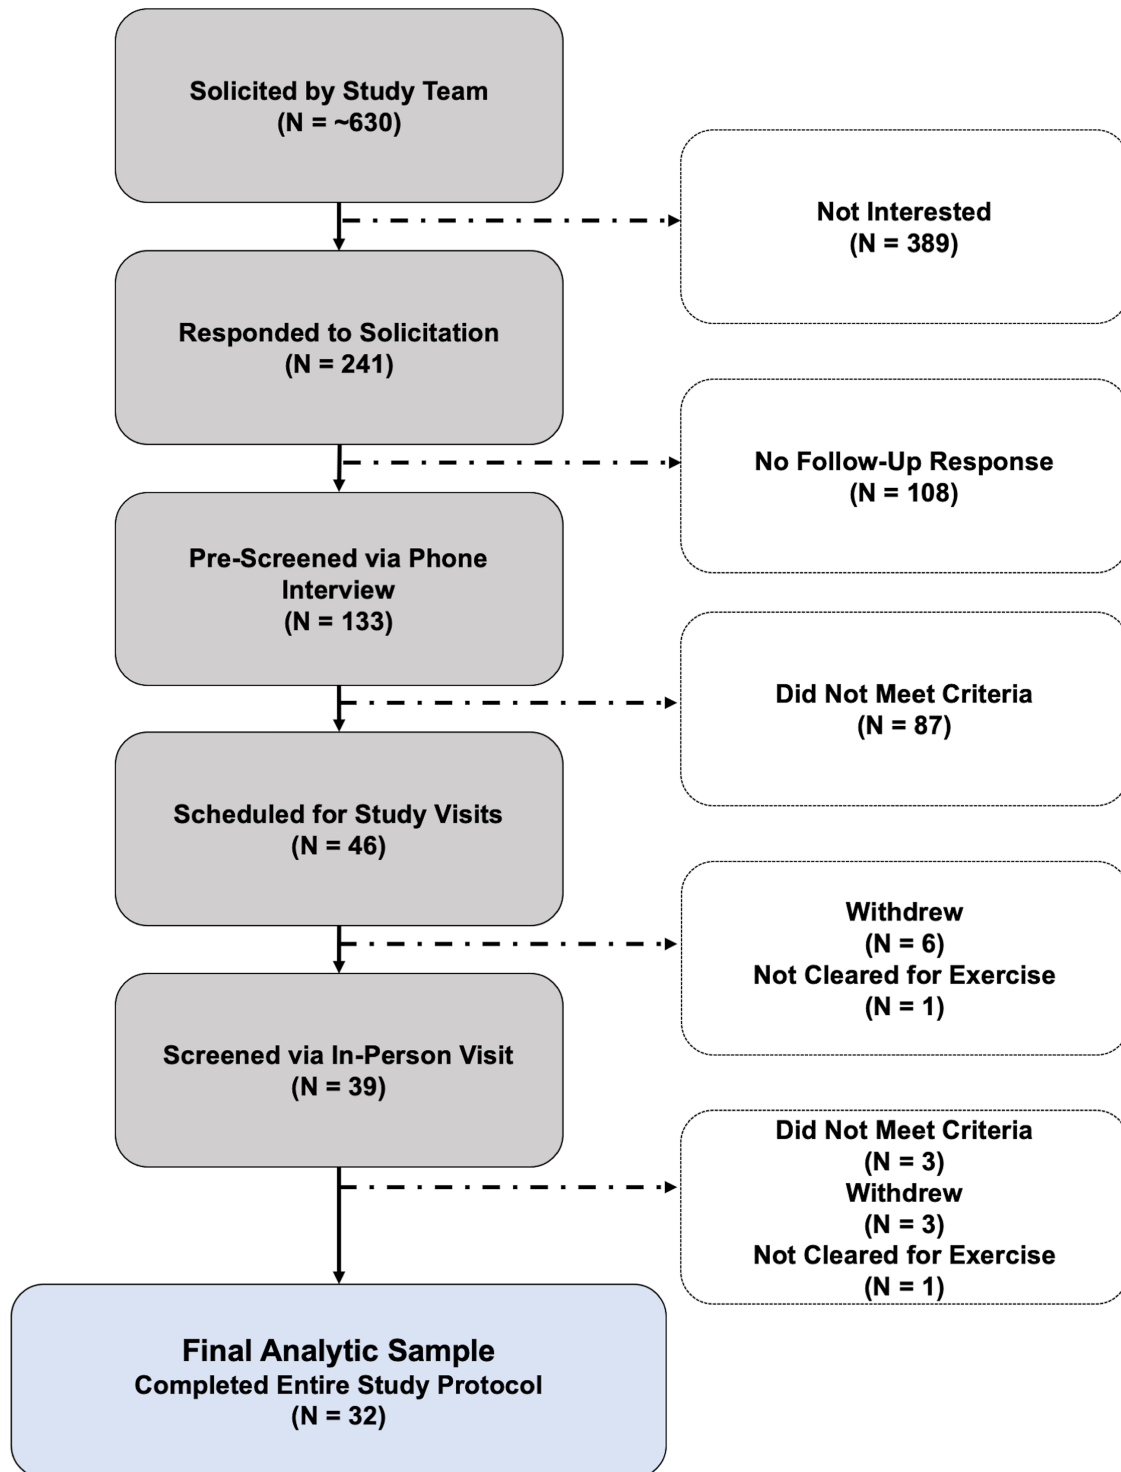 Solicited by Study Team
(N = ~630)
Not Interested
(N = 389)
Responded to Solicitation
(N = 241)
No Follow-Up Response
(N = 108)
Pre-Screened via Phone
Interview
(N = 133)
Did Not Meet Criteria
(N = 87)
Scheduled for Study Visits
(N = 46)
Withdrew
(N = 6)
Not Cleared for Exercise
(N = 1)
Screened via In-Person Visit
(N = 39)
Did Not Meet Criteria
(N = 3)
Withdrew
(N = 3)
Not Cleared for Exercise
(N = 1)
Final Analytic Sample
Completed Entire Study Protocol
(N = 32)